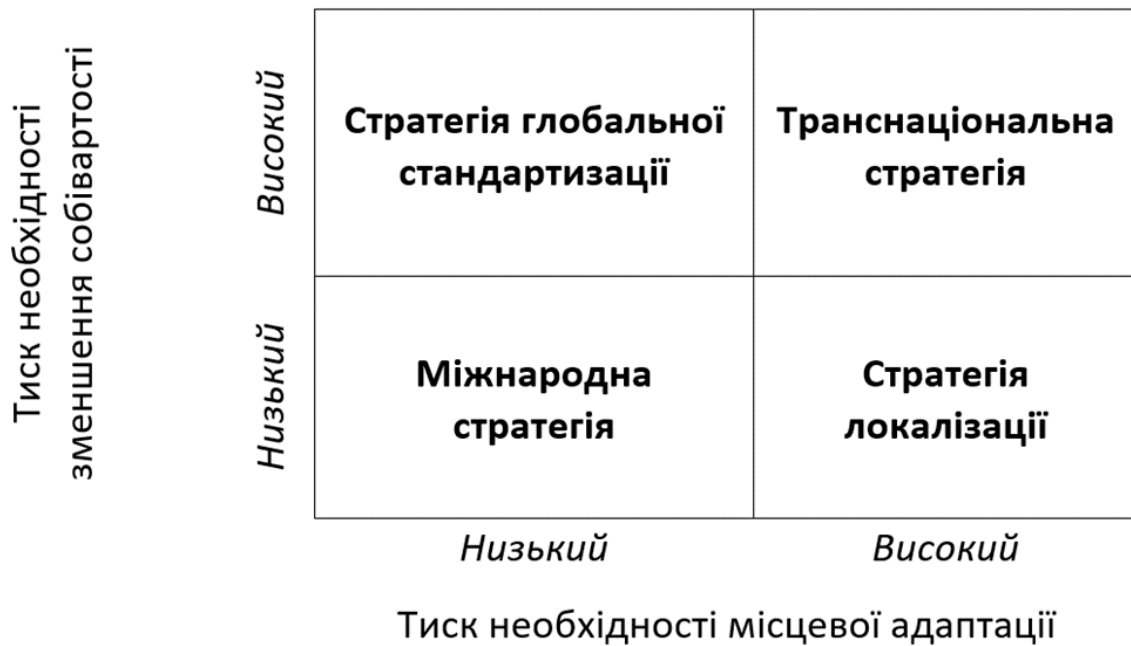 Тиск необхідності
зменшення собівартості
Високий
Стратегія глобальної
стандартизації
Транснаціональна
стратегія
Низький
Міжнародна
стратегія
Стратегія
локалізації
Низький
Високий
Тиск необхідності місцевої адаптації